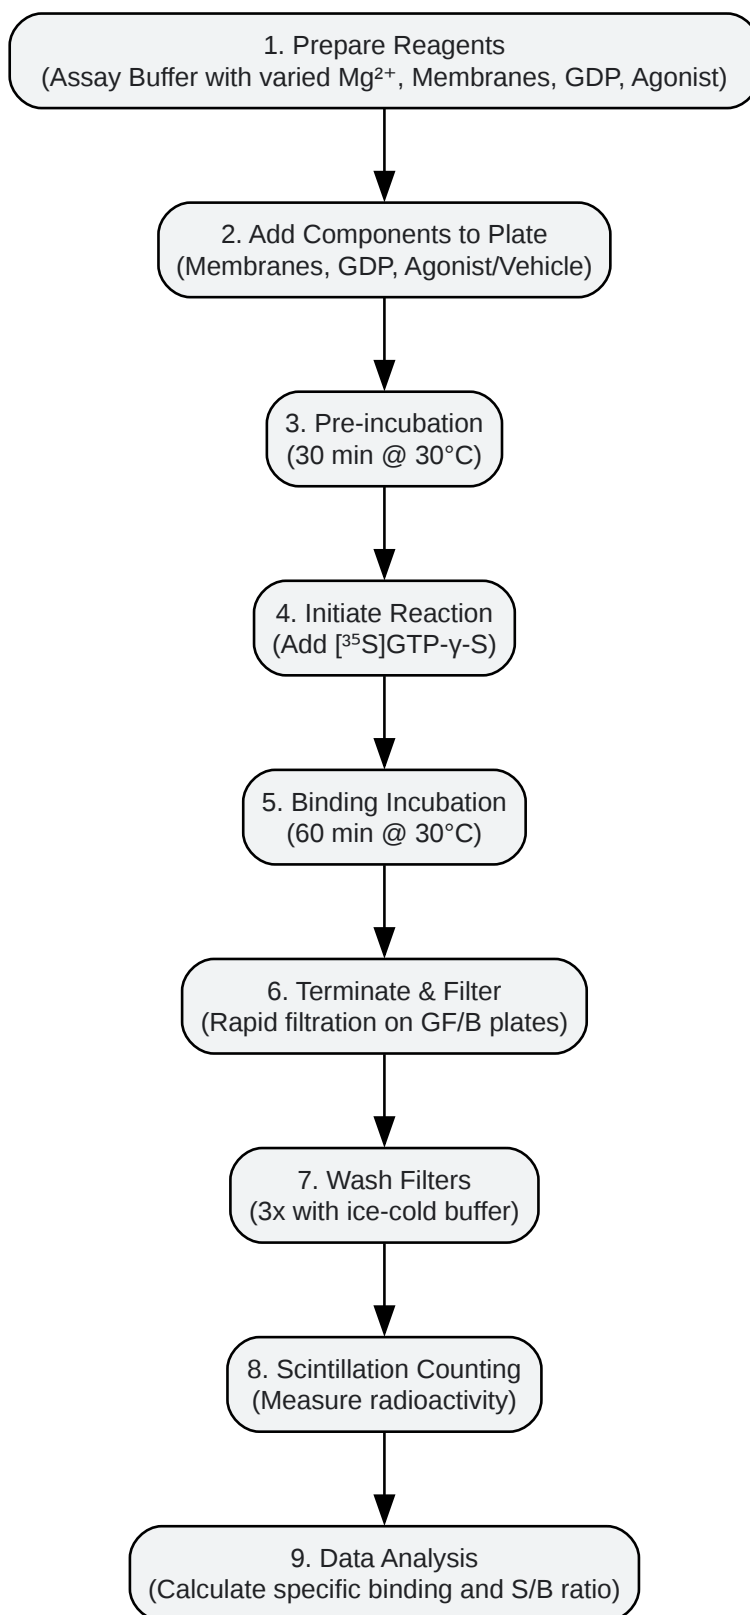 1. Prepare Reagents
(Assay Buffer with varied Mg²⁺, Membranes, GDP, Agonist)
2. Add Components to Plate
(Membranes, GDP, Agonist/Vehicle)
3. Pre-incubation
(30 min @ 30°C)
4. Initiate Reaction
(Add [³⁵S]GTP-γ-S)
5. Binding Incubation
(60 min @ 30°C)
6. Terminate & Filter
(Rapid filtration on GF/B plates)
7. Wash Filters
(3x with ice-cold buffer)
8. Scintillation Counting
(Measure radioactivity)
9. Data Analysis
(Calculate specific binding and S/B ratio)